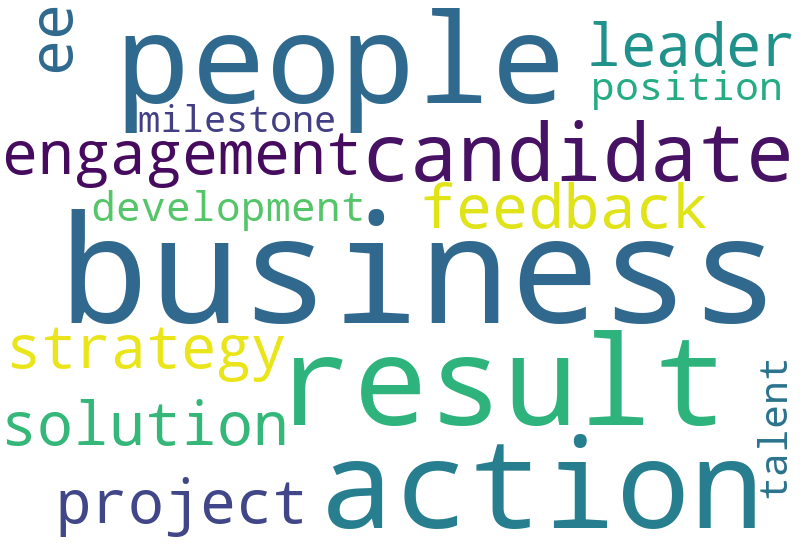 ee
people
leader
position
milestone
engagement
candidate
development
feedback
business
strategy
result
solution
talent
action
project